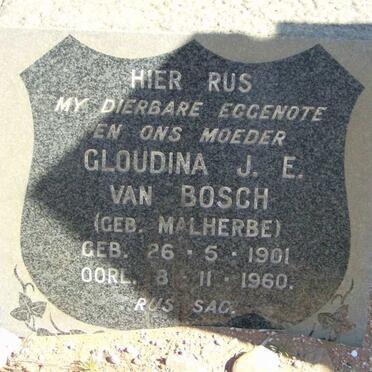 HIER RUS
MY DIERBARE EGGENOTE
EN ONS MOEDER
GLOUDINA J. E.
VAN BOSCH
(GEB. MALHERBE)
GEB. 26 · 5 · 1901
OORL. 8 · 11 · 1960.
RUS SAG.